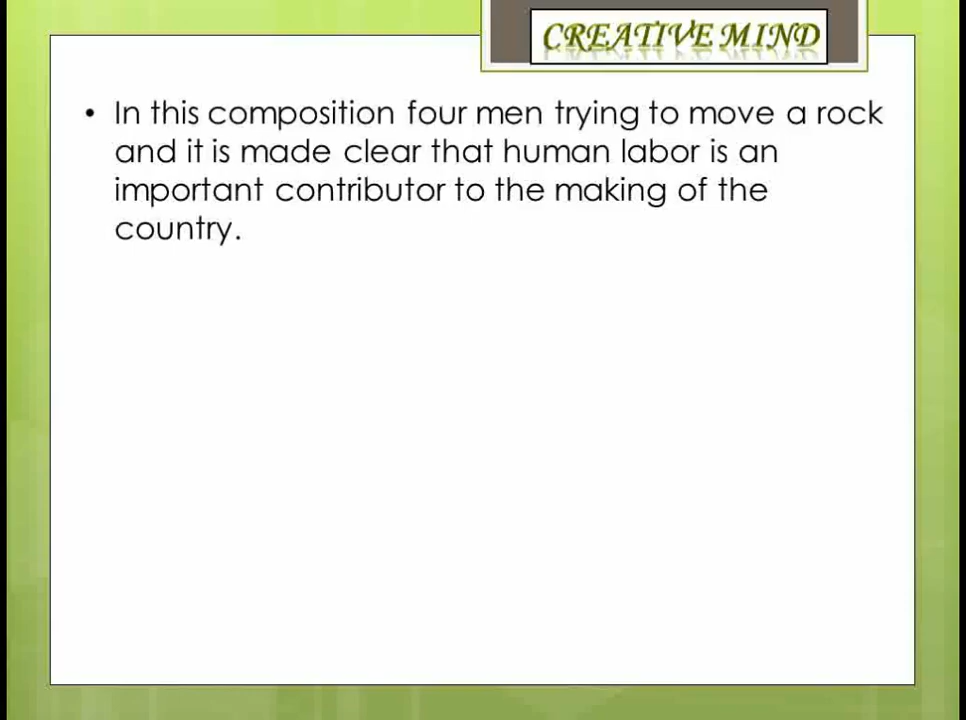 CREATIVE MIND
• In this composition four men trying to move a rock
and it is made clear that human labor is an
important contributor to the making of the
country.